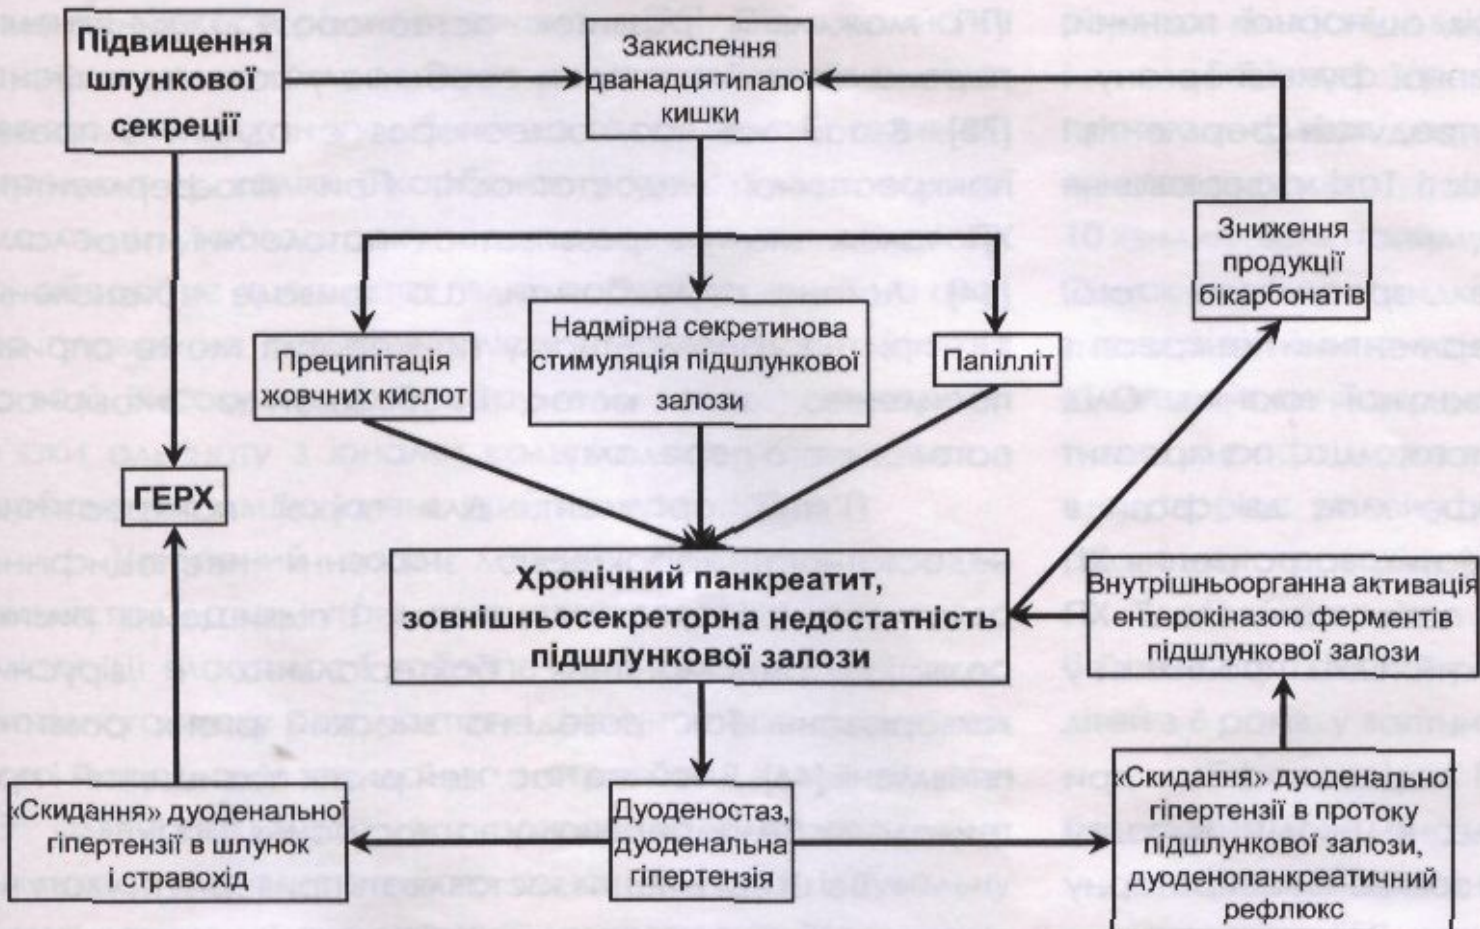 Підвищення
шлункової
секреції
Закислення
дванадцятипалої
кишки
Зниження
продукції
бікарбонатів
Преципітація
жовчних кислот
Надмірна секретинова
стимуляція підшлункової
залози
Папілліт
ГЕРХ
Хронічний панкреатит,
зовнішньосекреторна недостатність
підшлункової залози
Внутрішньоорганна активація
ентерокіназою ферментів
підшлункової залози
«Скидання» дуоденальної
гіпертензії в шлунок
і стравохід
Дуоденостаз,
дуоденальна
гіпертензія
«Скидання» дуоденальної
гіпертензії в протоку
підшлункової залози,
дуоденопанкреатичний
рефлюкс